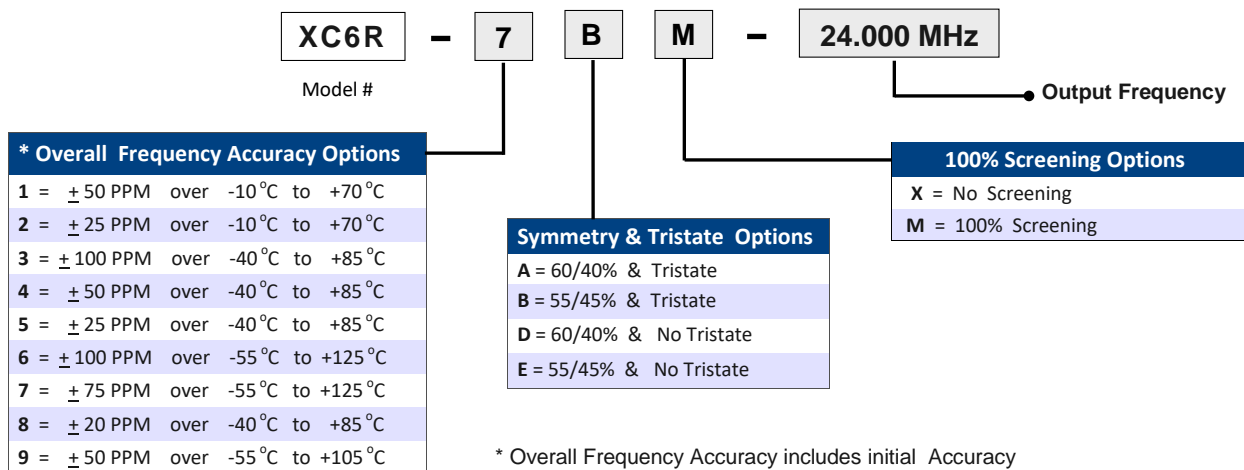 XC6R – 7 B M – 24.000 MHz
Model #
Output Frequency
* Overall Frequency Accuracy Options
1 = ± 50 PPM over -10 °C to +70 °C
2 = ± 25 PPM over -10 °C to +70 °C
3 = ± 100 PPM over -40 °C to +85 °C
4 = ± 50 PPM over -40 °C to +85 °C
5 = ± 25 PPM over -40 °C to +85 °C
6 = ± 100 PPM over -55 °C to +125 °C
7 = ± 75 PPM over -55 °C to +125 °C
8 = ± 20 PPM over -40 °C to +85 °C
9 = ± 50 PPM over -55 °C to +105 °C
Symmetry & Tristate Options
A = 60/40% & Tristate
B = 55/45% & Tristate
D = 60/40% & No Tristate
E = 55/45% & No Tristate
100% Screening Options
X = No Screening
M = 100% Screening
* Overall Frequency Accuracy includes initial Accuracy